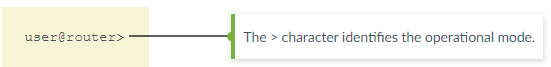 user@router>
The > character identifies the operational mode.